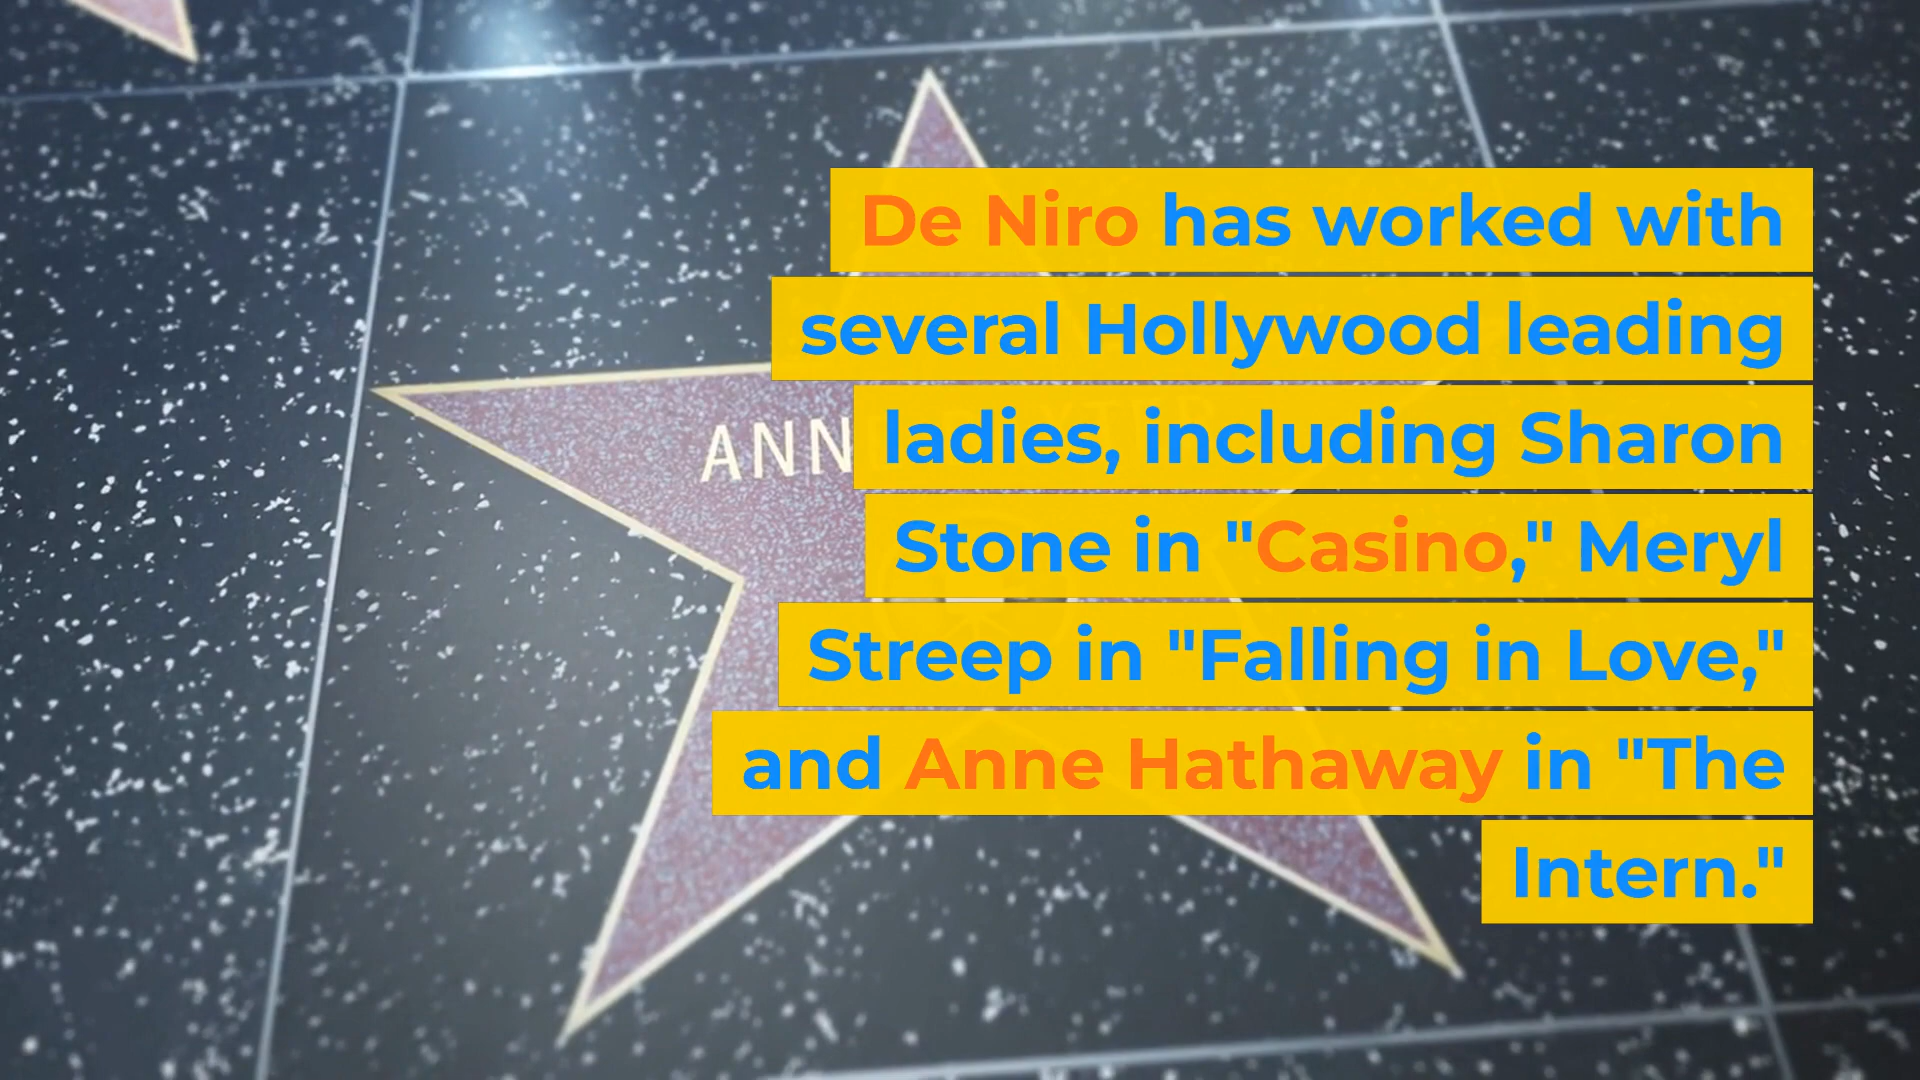 De Niro has worked with
several Hollywood leading
ladies, including Sharon
Stone in "Casino," Meryl
Streep in "Falling in Love,"
and Anne Hathaway in "The
Intern."
ANN